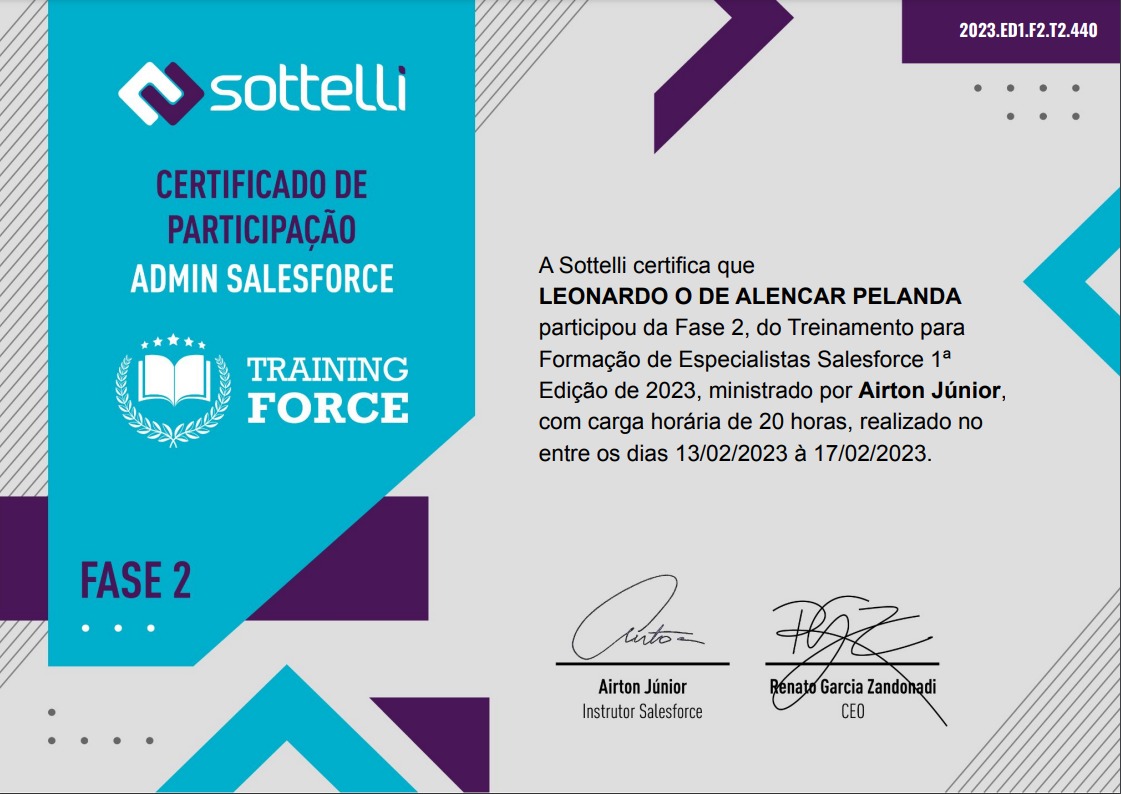 2023.ED1.F2.T2.440
sottelli
CERTIFICADO DE
PARTICIPAÇÃO
ADMIN SALESFORCE
TRAINING
FORCE
FASE 2
A Sottelli certifica que
LEONARDO O DE ALENCAR PELANDA
participou da Fase 2, do Treinamento para
Formação de Especialistas Salesforce 1ª
Edição de 2023, ministrado por Airton Júnior,
com carga horária de 20 horas, realizado no
entre os dias 13/02/2023 à 17/02/2023.
Airton Júnior
Instrutor Salesforce
Renato Garcia Zandonadi
CEO